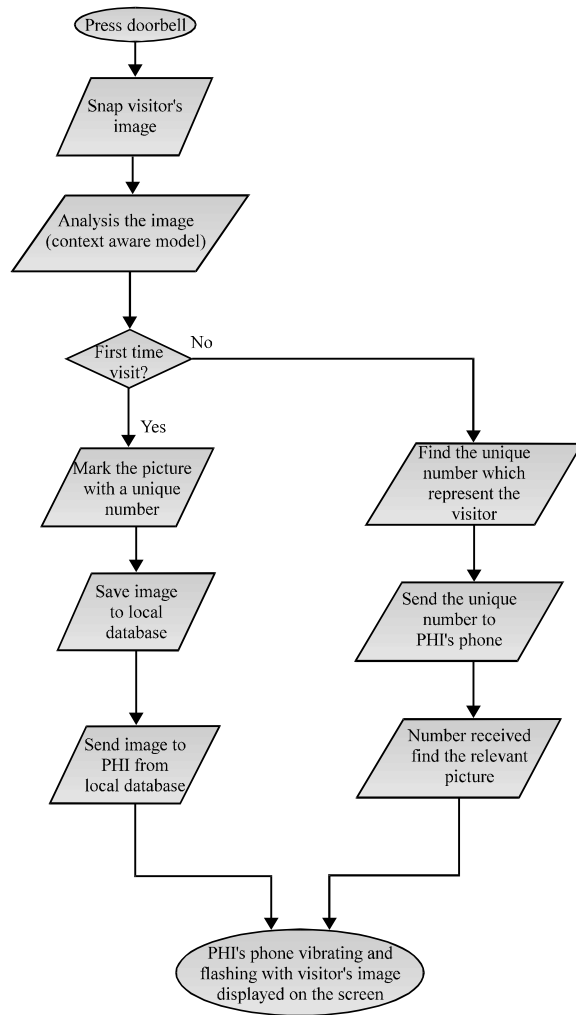 Press doorbell
Snap visitor's
image
Analysis the image
(context aware model)
First time
visit?
No
Yes
Mark the picture
with a unique
number
Save image
to local
database
Send image to
PHI from
local database
Find the unique
number which
represent the
visitor
Send the unique
number to
PHI's phone
Number received
find the relevant
picture
PHI's phone vibrating and
flashing with visitor's image
displayed on the screen